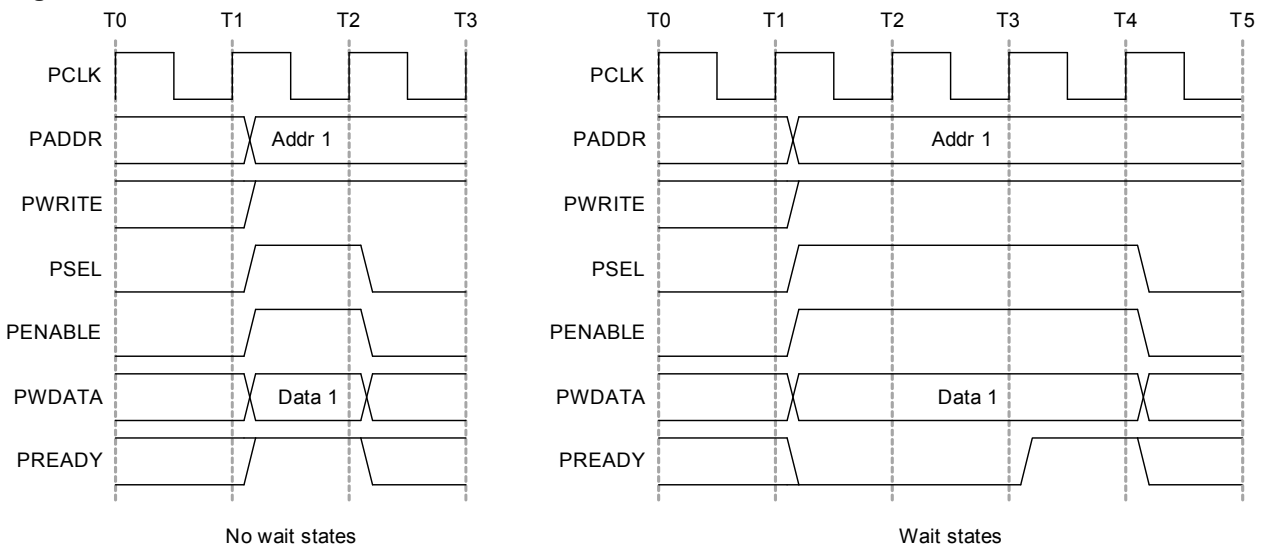 T0 T1 T2 T3
PCLK
PADDR Addr 1
PWRITE
PSEL
PENABLE
PWDATA Data 1
PREADY
No wait states
T0 T1 T2 T3 T4 T5
PCLK
PADDR Addr 1
PWRITE
PSEL
PENABLE
PWDATA Data 1
PREADY
Wait states